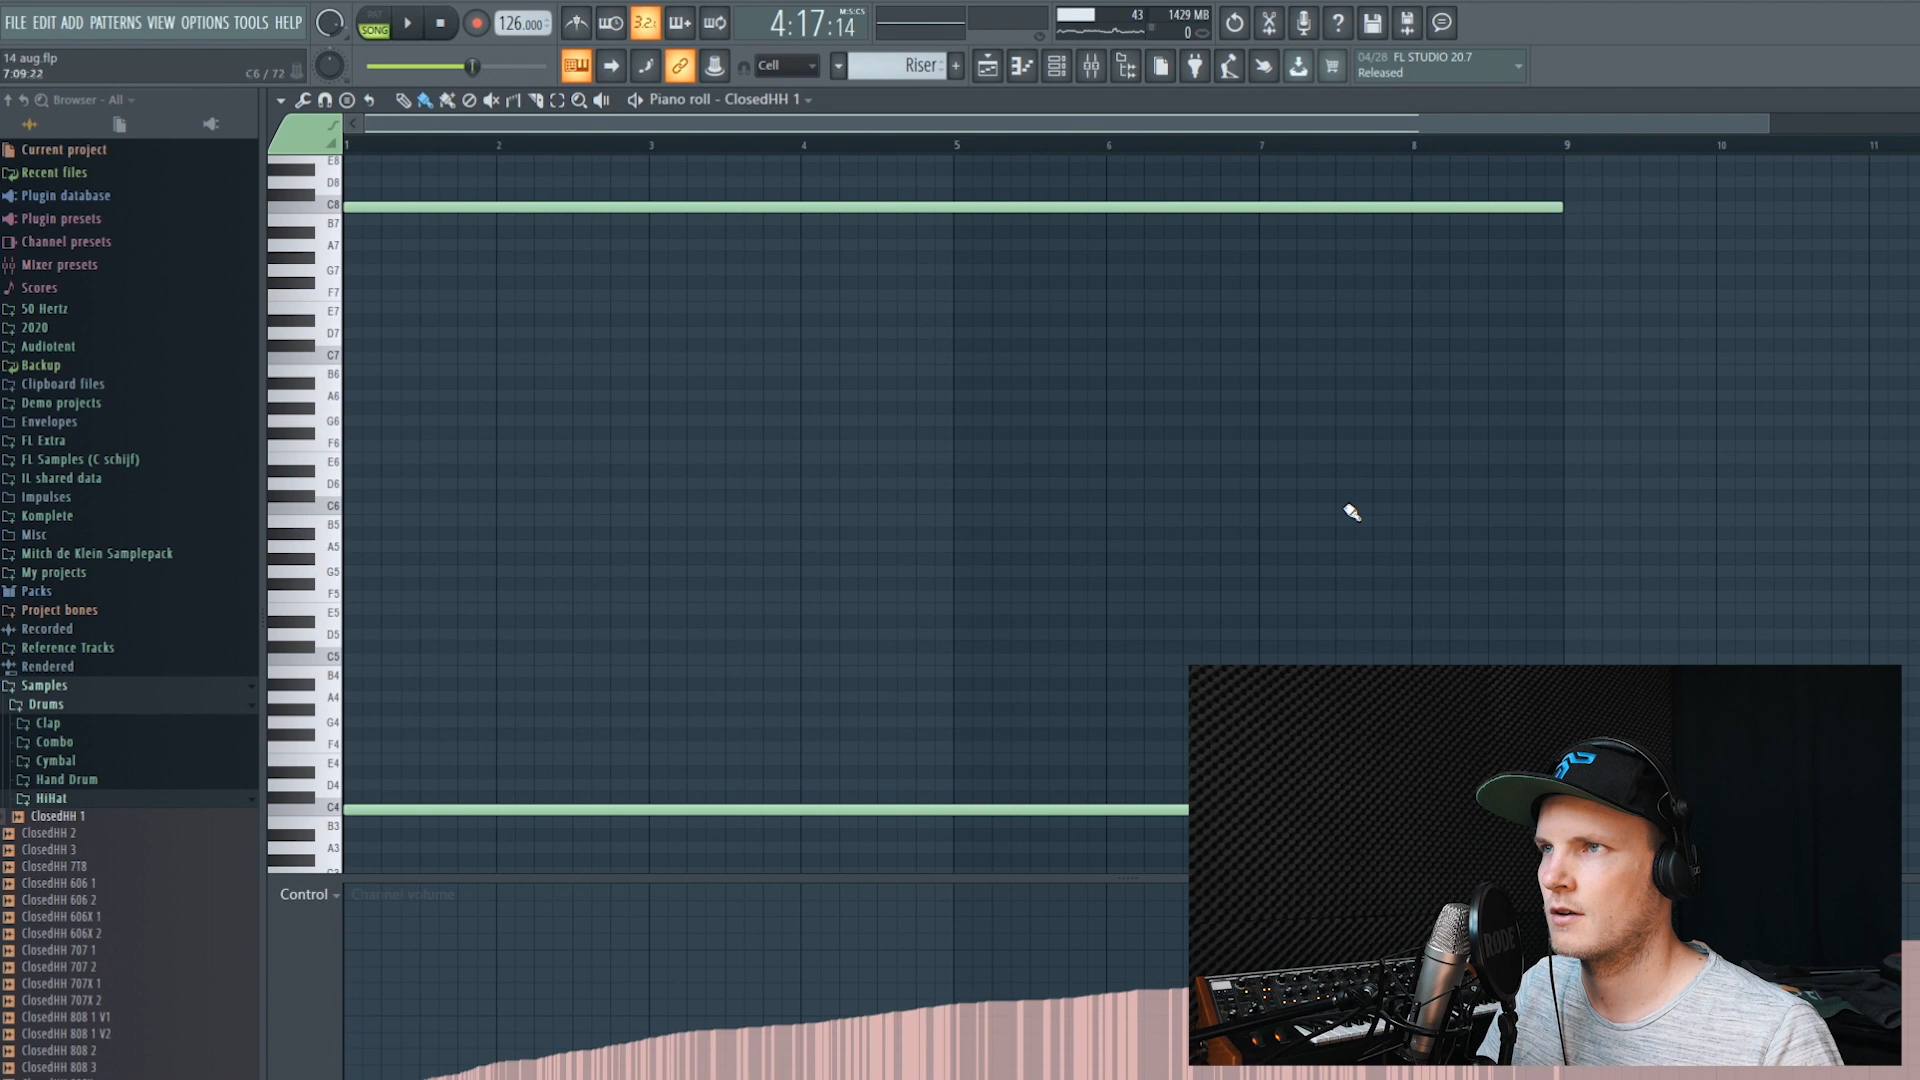 FILE EDIT ADD PATTERNS VIEW OPTIONS TOOLS HELP
PAT
SONG
126.000
3.2.
4:17:14
M:S:CS
43
1429 MB
0
14 aug.flp
7:09:22
C6 / 72
Cell
Riser
04/28 FL STUDIO 20.7
Released
Browser - All
Piano roll - ClosedHH 1
Current project
Recent files
Plugin database
Plugin presets
Channel presets
Mixer presets
Scores
50 Hertz
2020
Audiotent
Backup
Clipboard files
Demo projects
Envelopes
FL Extra
FL Samples (C schijf)
IL shared data
Impulses
Komplete
Misc
Mitch de Klein Samplepack
My projects
Packs
Project bones
Recorded
Reference Tracks
Rendered
Samples
Drums
Clap
Combo
Cymbal
Hand Drum
HiHat
ClosedHH 1
ClosedHH 2
ClosedHH 3
ClosedHH 7T8
ClosedHH 606 1
ClosedHH 606 2
ClosedHH 606X 1
ClosedHH 606X 2
ClosedHH 707 1
ClosedHH 707 2
ClosedHH 707X 1
ClosedHH 707X 2
ClosedHH 808 1 V1
ClosedHH 808 1 V2
ClosedHH 808 2
ClosedHH 808 3
1 2 3 4 5 6 7 8 9 10 11
E8
D8
C8
B7
A7
G7
F7
E7
D7
C7
B6
A6
G6
F6
E6
D6
C6
B5
A5
G5
F5
E5
D5
C5
B4
A4
G4
F4
E4
D4
C4
B3
A3
Control
Channel volume
RODE